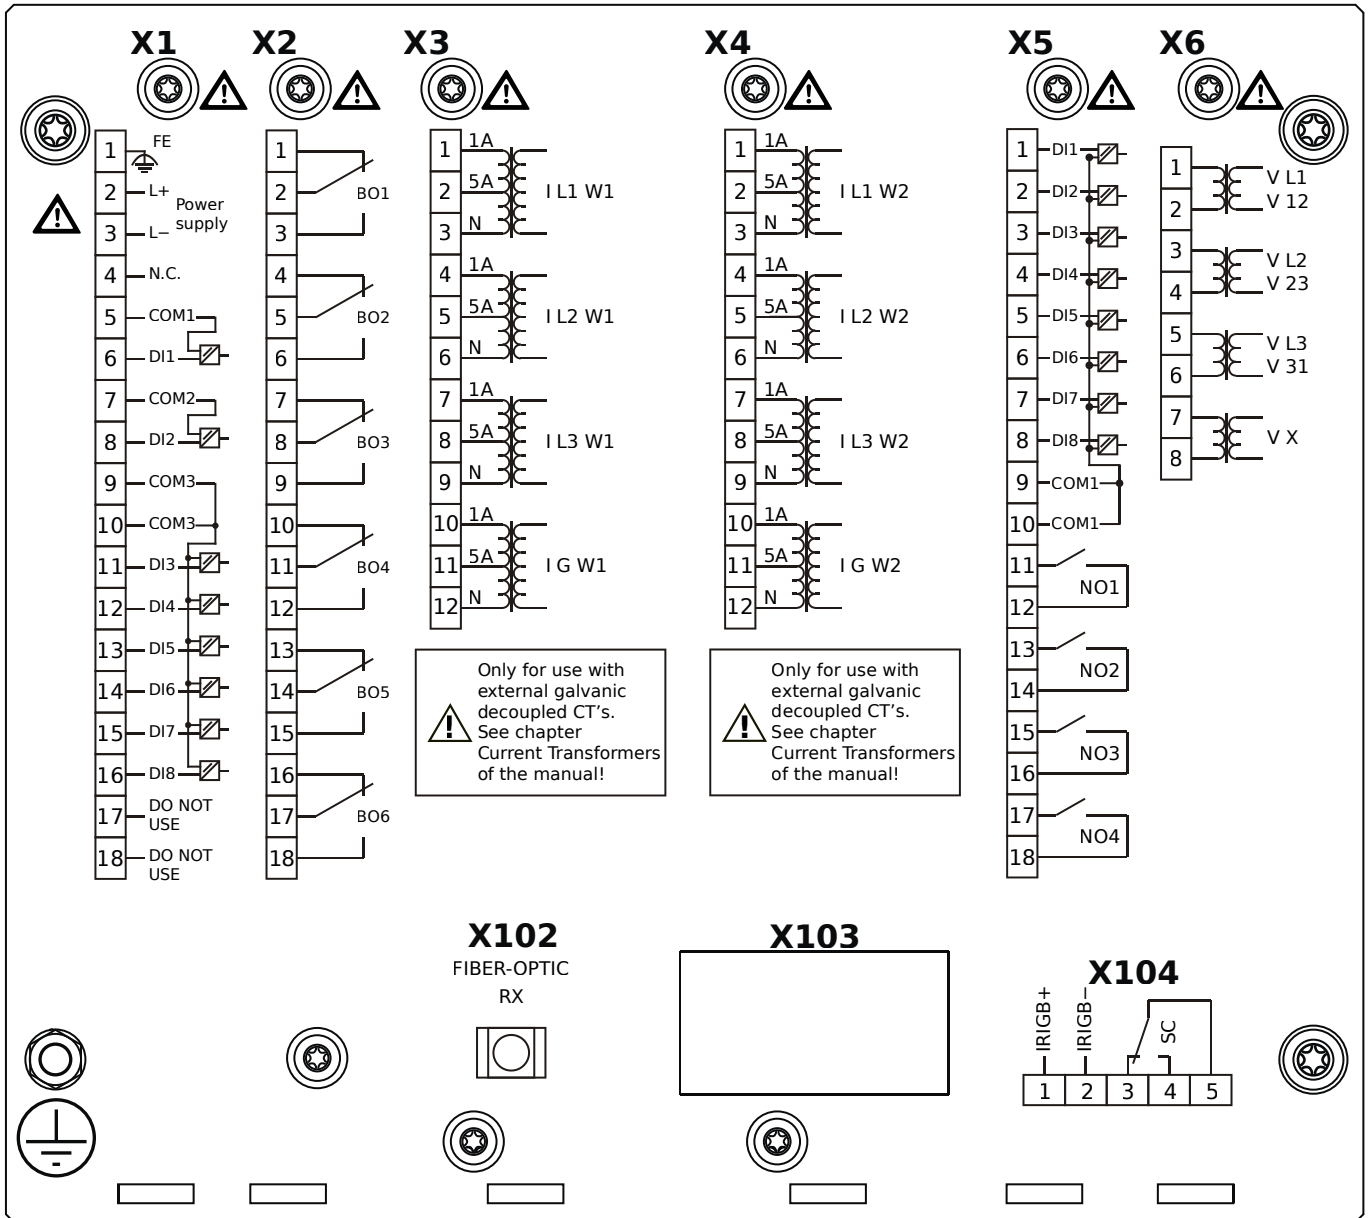 X1
X2
X3
X4
X5
X6
1 FE
2 L+
Power
supply
3 L−
4 N.C.
5 COM1
6 DI1
7 COM2
8 DI2
9 COM3
10 COM3
11 DI3
12 DI4
13 DI5
14 DI6
15 DI7
16 DI8
17 DO NOT
USE
18 DO NOT
USE
1
2 BO1
3
4
5 BO2
6
7
8 BO3
9
10
11 BO4
12
13
14 BO5
15
16
17 BO6
18
1 1A
2 5A I L1 W1
3 N
4 1A
5 5A I L2 W1
6 N
7 1A
8 5A I L3 W1
9 N
10 1A
11 5A I G W1
12 N
Only for use with
external galvanic
decoupled CT's.
See chapter
Current Transformers
of the manual!
1 1A
2 5A I L1 W2
3 N
4 1A
5 5A I L2 W2
6 N
7 1A
8 5A I L3 W2
9 N
10 1A
11 5A I G W2
12 N
Only for use with
external galvanic
decoupled CT's.
See chapter
Current Transformers
of the manual!
1 DI1
2 DI2
3 DI3
4 DI4
5 DI5
6 DI6
7 DI7
8 DI8
9 COM1
10 COM1
11
NO1
12
13
NO2
14
15
NO3
16
17
NO4
18
1 V L1
2 V 12
3 V L2
4 V 23
5 V L3
6 V 31
7
V X
8
X102
FIBER-OPTIC
RX
X103
X104
IRIGB+
IRIGB−
SC
1 2 3 4 5